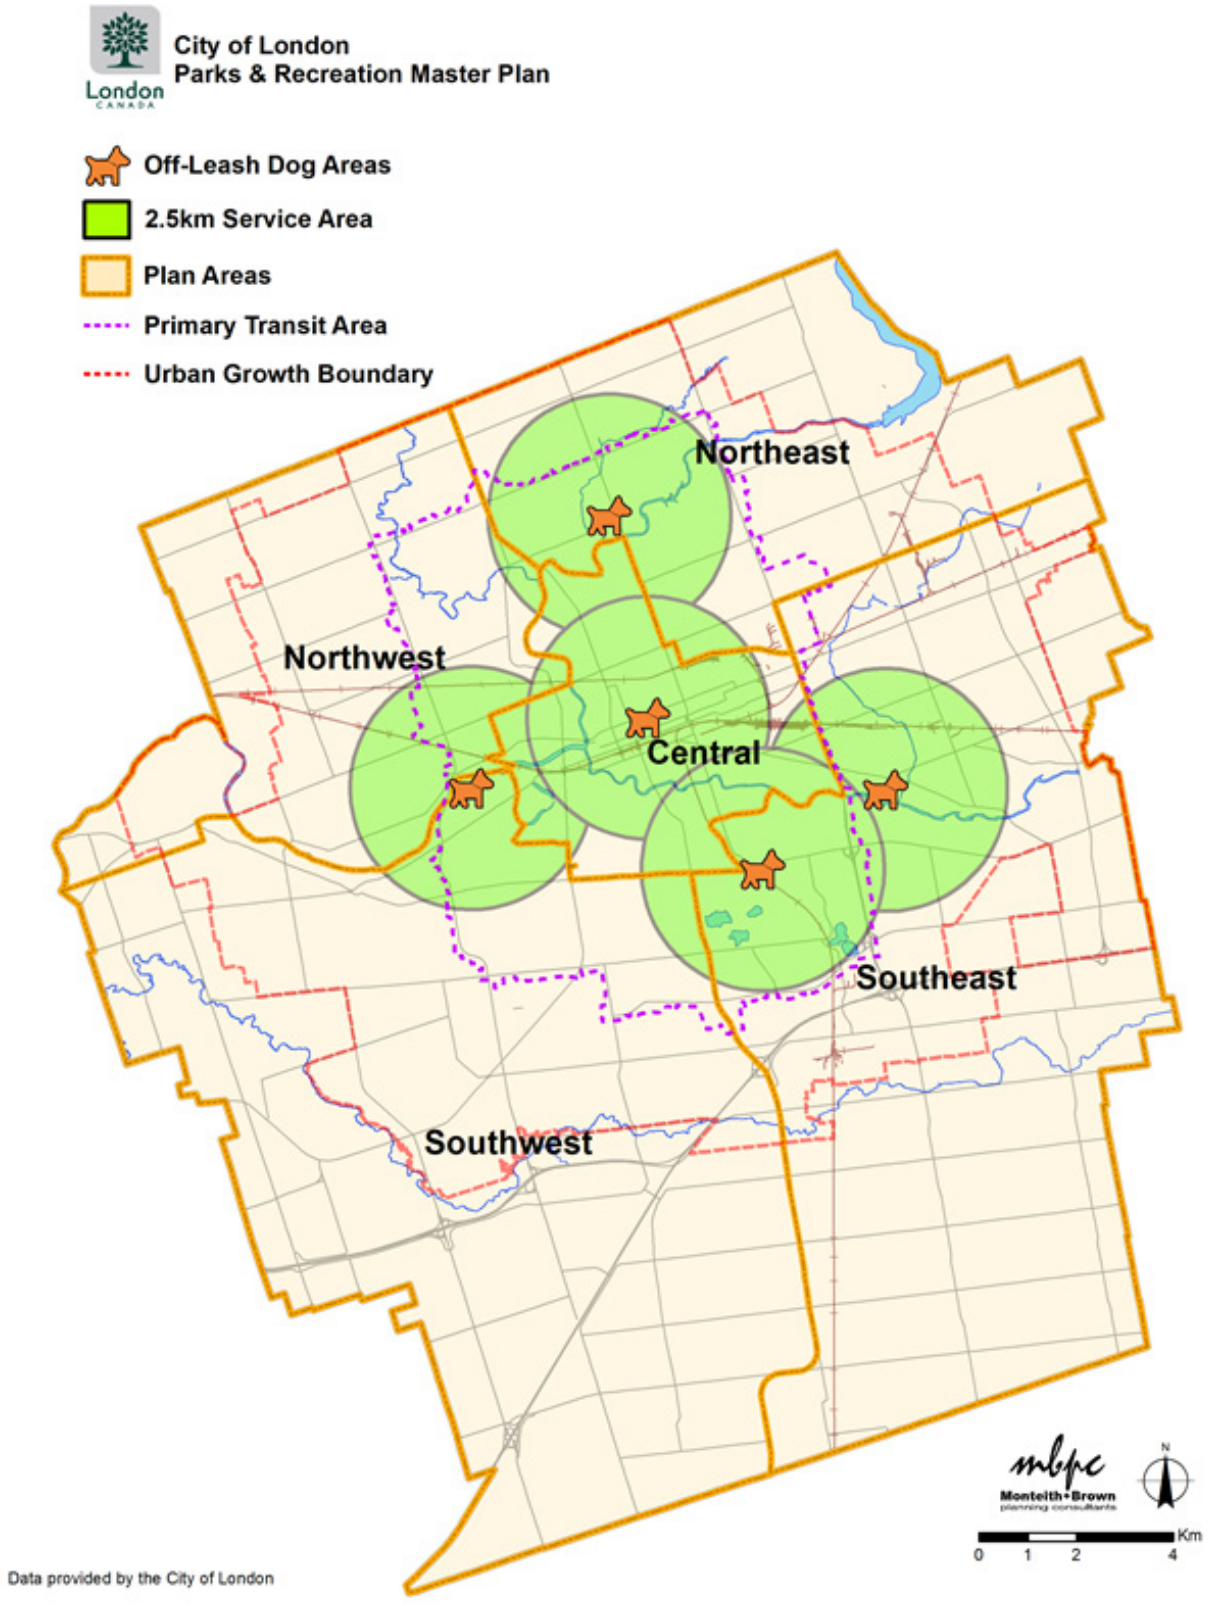 City of London
Parks & Recreation Master Plan
London
CANADA
Off-Leash Dog Areas
2.5km Service Area
Plan Areas
Primary Transit Area
Urban Growth Boundary
Northeast
Northwest
Central
Southeast
Southwest
mbpc
Monteith•Brown
planning consultants
N
Km
0 1 2 4
Data provided by the City of London